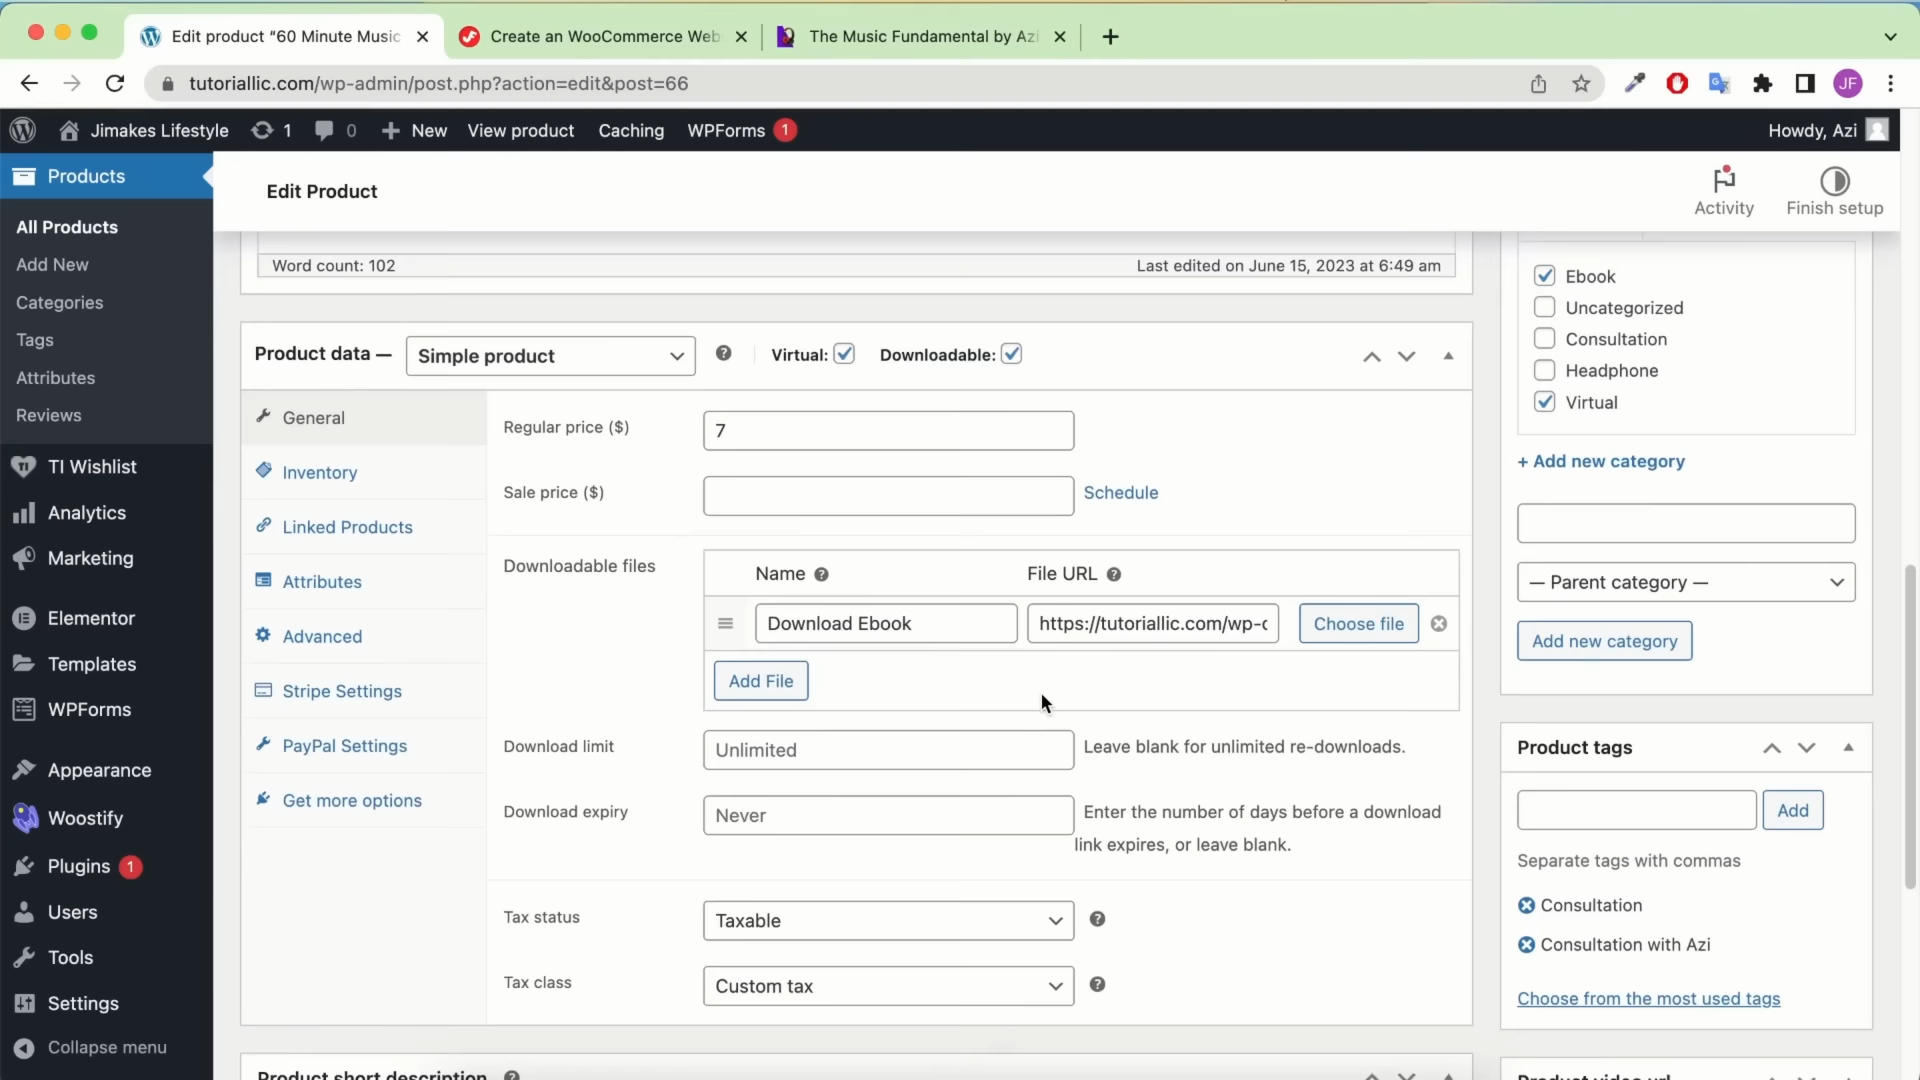 Edit product “60 Minute Music
Create an WooCommerce Web
The Music Fundamental by Azi
tutoriallic.com/wp-admin/post.php?action=edit&post=66
JF
Jimakes Lifestyle
1
0
New
View product
Caching
WPForms 1
Howdy, Azi
Products
All Products
Add New
Categories
Tags
Attributes
Reviews
TI Wishlist
Analytics
Marketing
Elementor
Templates
WPForms
Appearance
Woostify
Plugins 1
Users
Tools
Settings
Collapse menu
Edit Product
Activity
Finish setup
Word count: 102
Last edited on June 15, 2023 at 6:49 am
Product data —
Simple product
Virtual:
Downloadable:
General
Inventory
Linked Products
Attributes
Advanced
Stripe Settings
PayPal Settings
Get more options
Regular price ($)
7
Sale price ($)
Schedule
Downloadable files
Name
File URL
Download Ebook
https://tutoriallic.com/wp-c
Choose file
Add File
Download limit
Unlimited
Leave blank for unlimited re-downloads.
Download expiry
Never
Enter the number of days before a download
link expires, or leave blank.
Tax status
Taxable
Tax class
Custom tax
Product short description
Ebook
Uncategorized
Consultation
Headphone
Virtual
+ Add new category
— Parent category —
Add new category
Product tags
Add
Separate tags with commas
Consultation
Consultation with Azi
Choose from the most used tags
Product video url